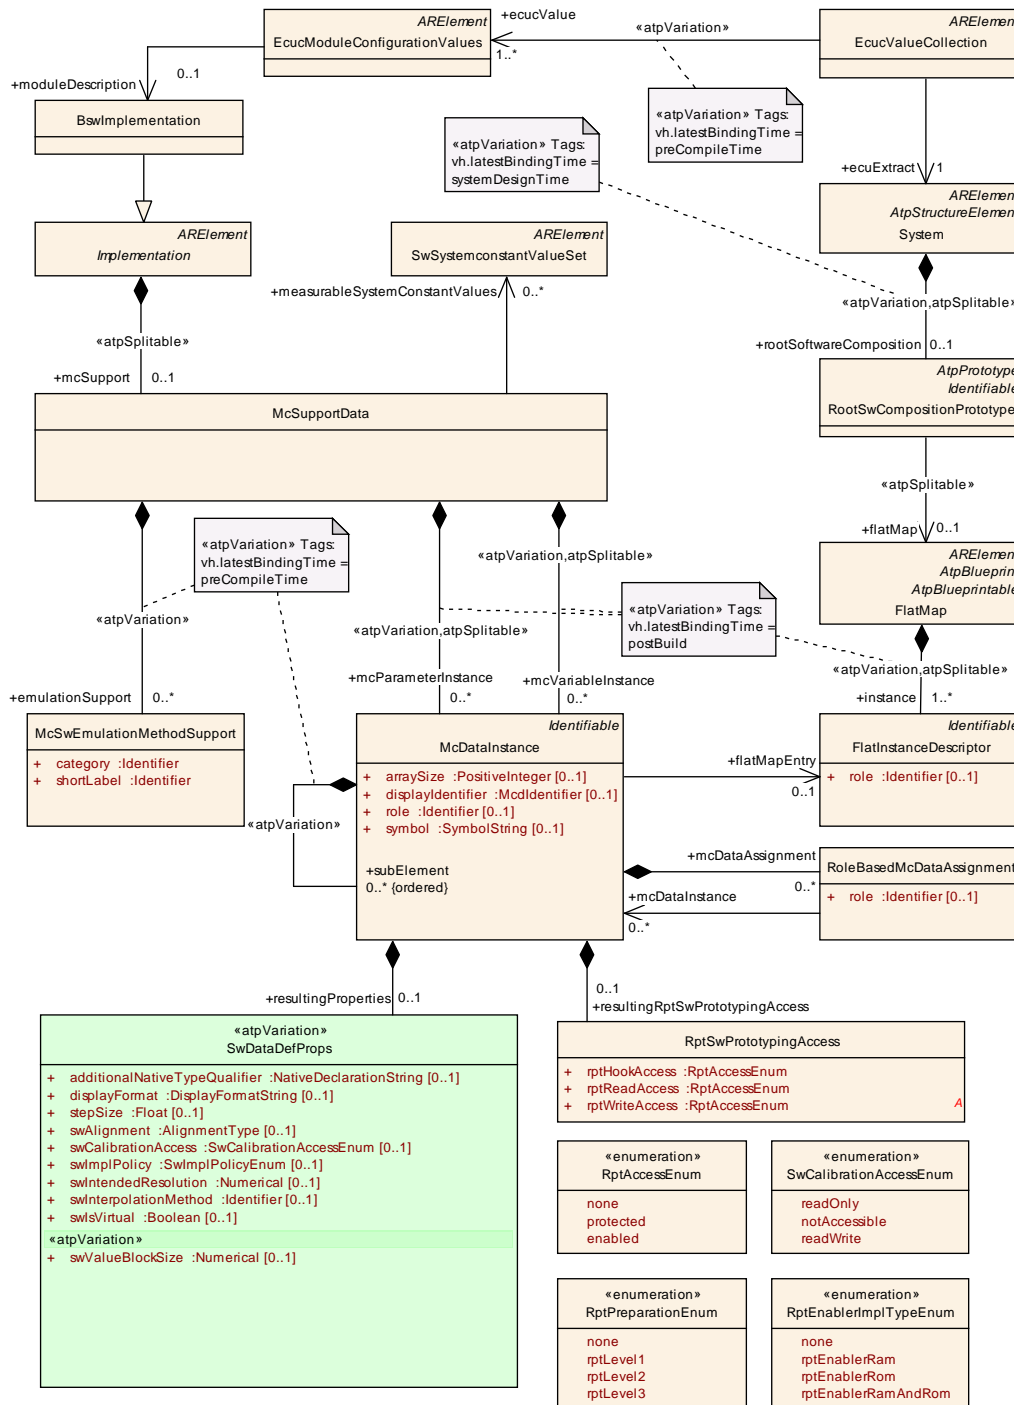 ARElement
EcucModuleConfigurationValues
+ecucValue
1..*
«atpVariation»
ARElement
EcucValueCollection
0..1
+moduleDescription
BswImplementation
«atpVariation» Tags:
vh.latestBindingTime =
preCompileTime
«atpVariation» Tags:
vh.latestBindingTime =
systemDesignTime
+ecuExtract
1
ARElement
AtpStructureElement
System
ARElement
Implementation
ARElement
SwSystemconstantValueSet
+measurableSystemConstantValues
0..*
«atpVariation,atpSplitable»
«atpSplitable»
+rootSoftwareComposition
0..1
+mcSupport
0..1
AtpPrototype
Identifiable
RootSwCompositionPrototype
McSupportData
«atpSplitable»
+flatMap
0..1
«atpVariation» Tags:
vh.latestBindingTime =
preCompileTime
«atpVariation,atpSplitable»
ARElement
AtpBlueprint
AtpBlueprintable
FlatMap
«atpVariation» Tags:
vh.latestBindingTime =
postBuild
«atpVariation»
«atpVariation,atpSplitable»
«atpVariation,atpSplitable»
+emulationSupport
0..*
+mcParameterInstance
0..*
+mcVariableInstance
0..*
+instance
1..*
McSwEmulationMethodSupport
+ category :Identifier
+ shortLabel :Identifier
Identifiable
McDataInstance
+ arraySize :PositiveInteger [0..1]
+ displayIdentifier :McdIdentifier [0..1]
+ role :Identifier [0..1]
+ symbol :SymbolString [0..1]
+flatMapEntry
0..1
Identifiable
FlatInstanceDescriptor
+ role :Identifier [0..1]
«atpVariation»
+subElement
0..* {ordered}
+mcDataAssignment
0..*
+mcDataInstance
0..*
RoleBasedMcDataAssignment
+ role :Identifier [0..1]
+resultingProperties
0..1
0..1
+resultingRptSwPrototypingAccess
«atpVariation»
SwDataDefProps
+ additionalNativeTypeQualifier :NativeDeclarationString [0..1]
+ displayFormat :DisplayFormatString [0..1]
+ stepSize :Float [0..1]
+ swAlignment :AlignmentType [0..1]
+ swCalibrationAccess :SwCalibrationAccessEnum [0..1]
+ swImplPolicy :SwImplPolicyEnum [0..1]
+ swIntendedResolution :Numerical [0..1]
+ swInterpolationMethod :Identifier [0..1]
+ swIsVirtual :Boolean [0..1]
«atpVariation»
+ swValueBlockSize :Numerical [0..1]
RptSwPrototypingAccess
+ rptHookAccess :RptAccessEnum
+ rptReadAccess :RptAccessEnum
+ rptWriteAccess :RptAccessEnum
A
«enumeration»
RptAccessEnum
none
protected
enabled
«enumeration»
SwCalibrationAccessEnum
readOnly
notAccessible
readWrite
«enumeration»
RptPreparationEnum
none
rptLevel1
rptLevel2
rptLevel3
«enumeration»
RptEnablerImplTypeEnum
none
rptEnablerRam
rptEnablerRom
rptEnablerRamAndRom